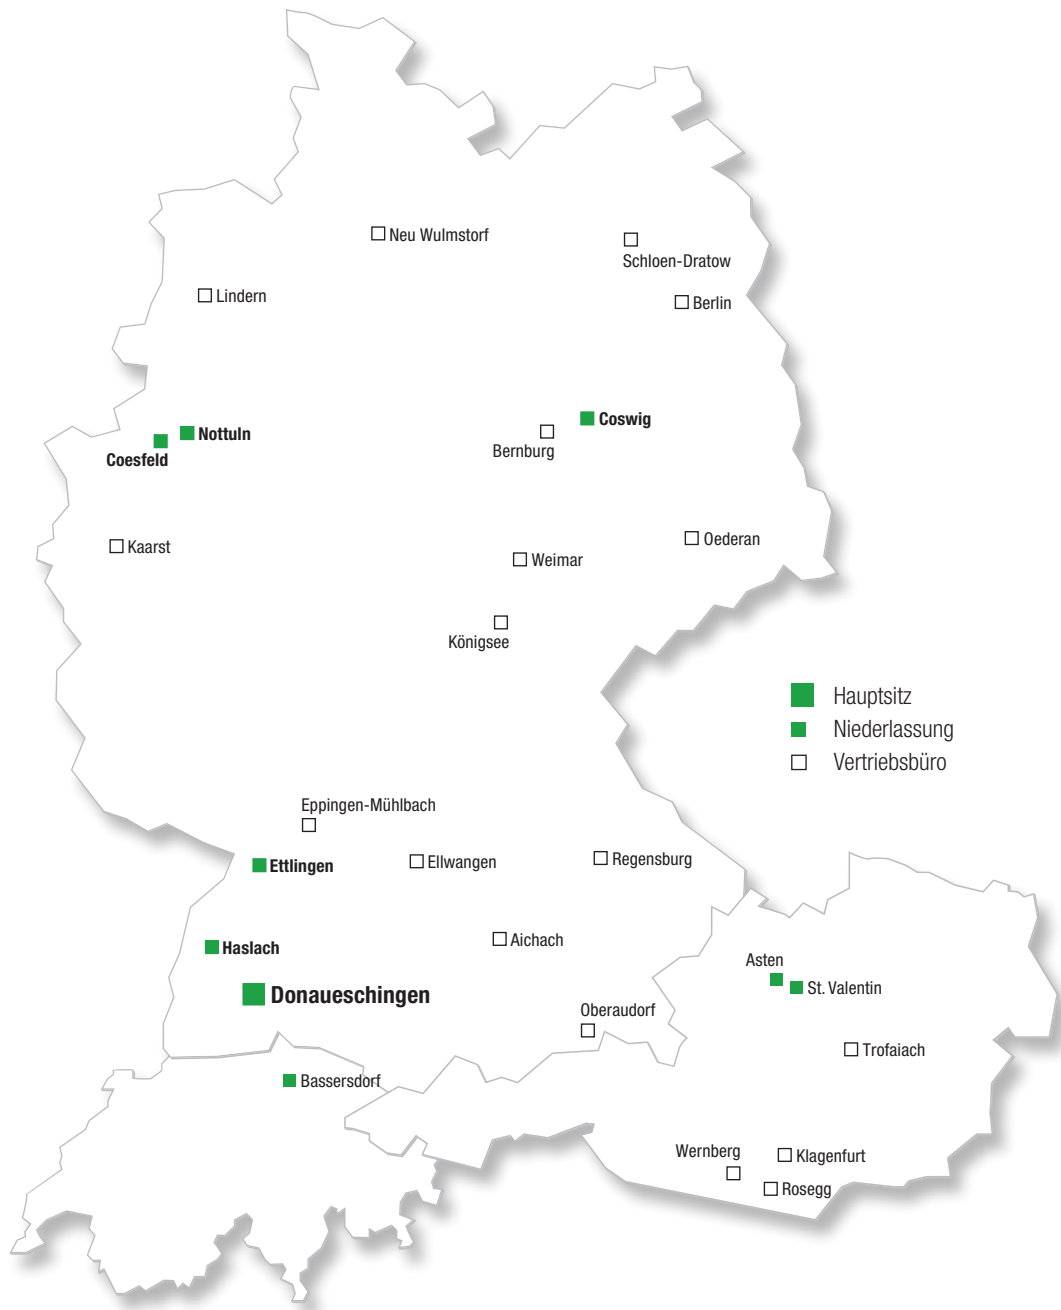 Neu Wulmstorf
Schloen-Dratow
Lindern
Berlin
Coswig
Nottuln
Bernburg
Coesfeld
Oederan
Kaarst
Weimar
Königsee
Hauptsitz
Niederlassung
Vertriebsbüro
Eppingen-Mühlbach
Regensburg
Ellwangen
Ettlingen
Aichach
Haslach
Asten
St. Valentin
Donaueschingen
Oberaudorf
Trofaiach
Bassersdorf
Wernberg
Klagenfurt
Rosegg